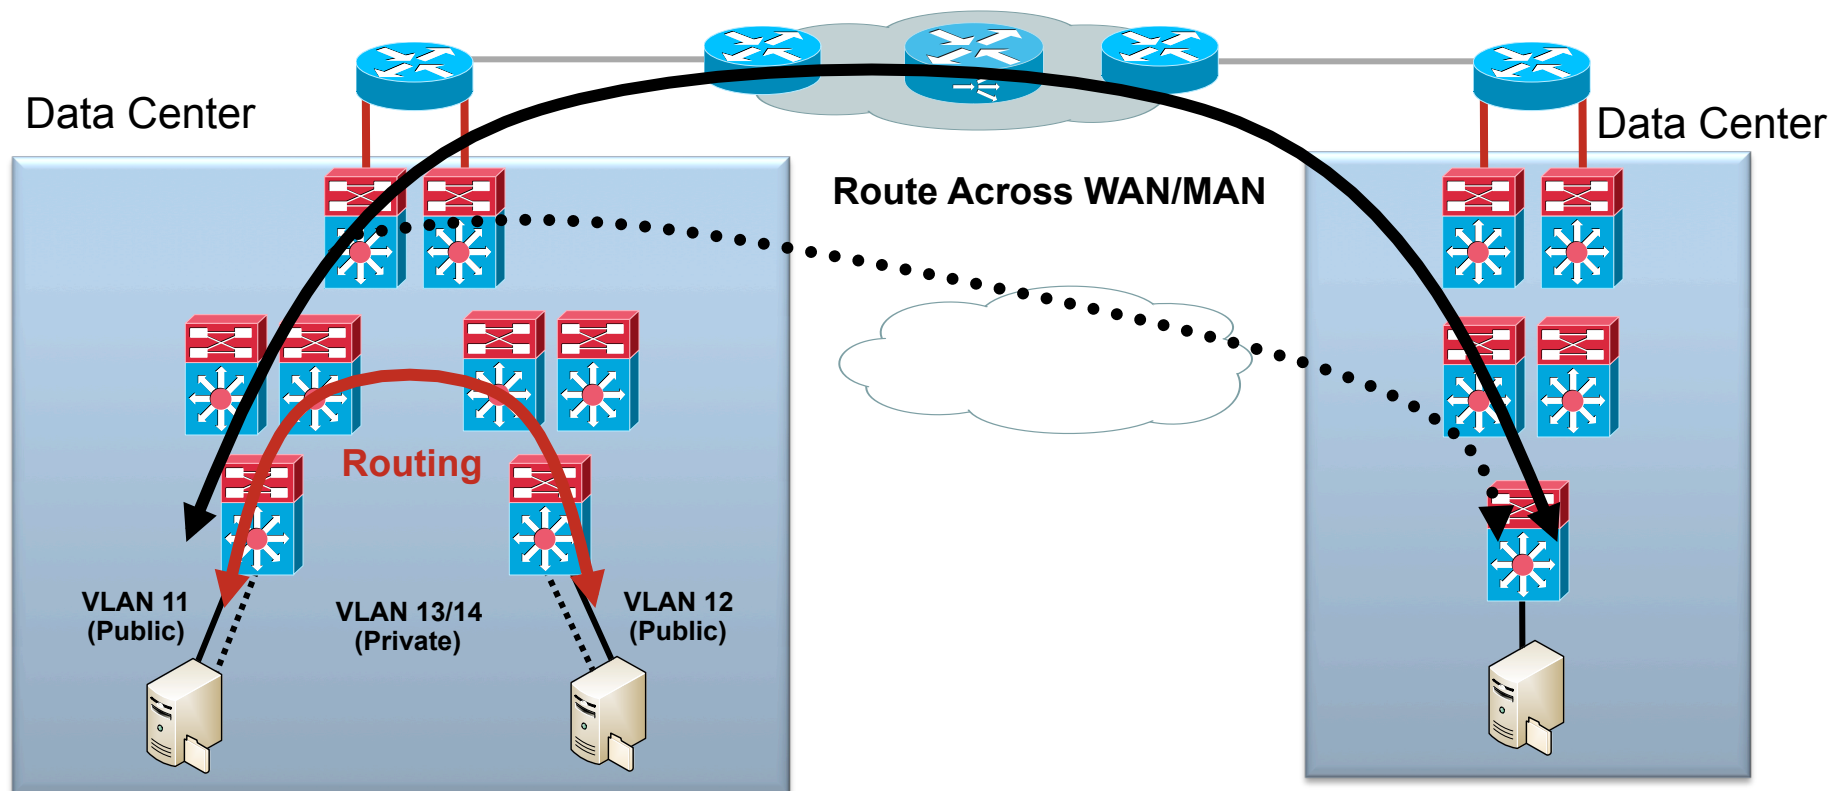 Data Center
Data Center
Route Across WAN/MAN
Routing
VLAN 11
(Public)
VLAN 13/14
(Private)
VLAN 12
(Public)